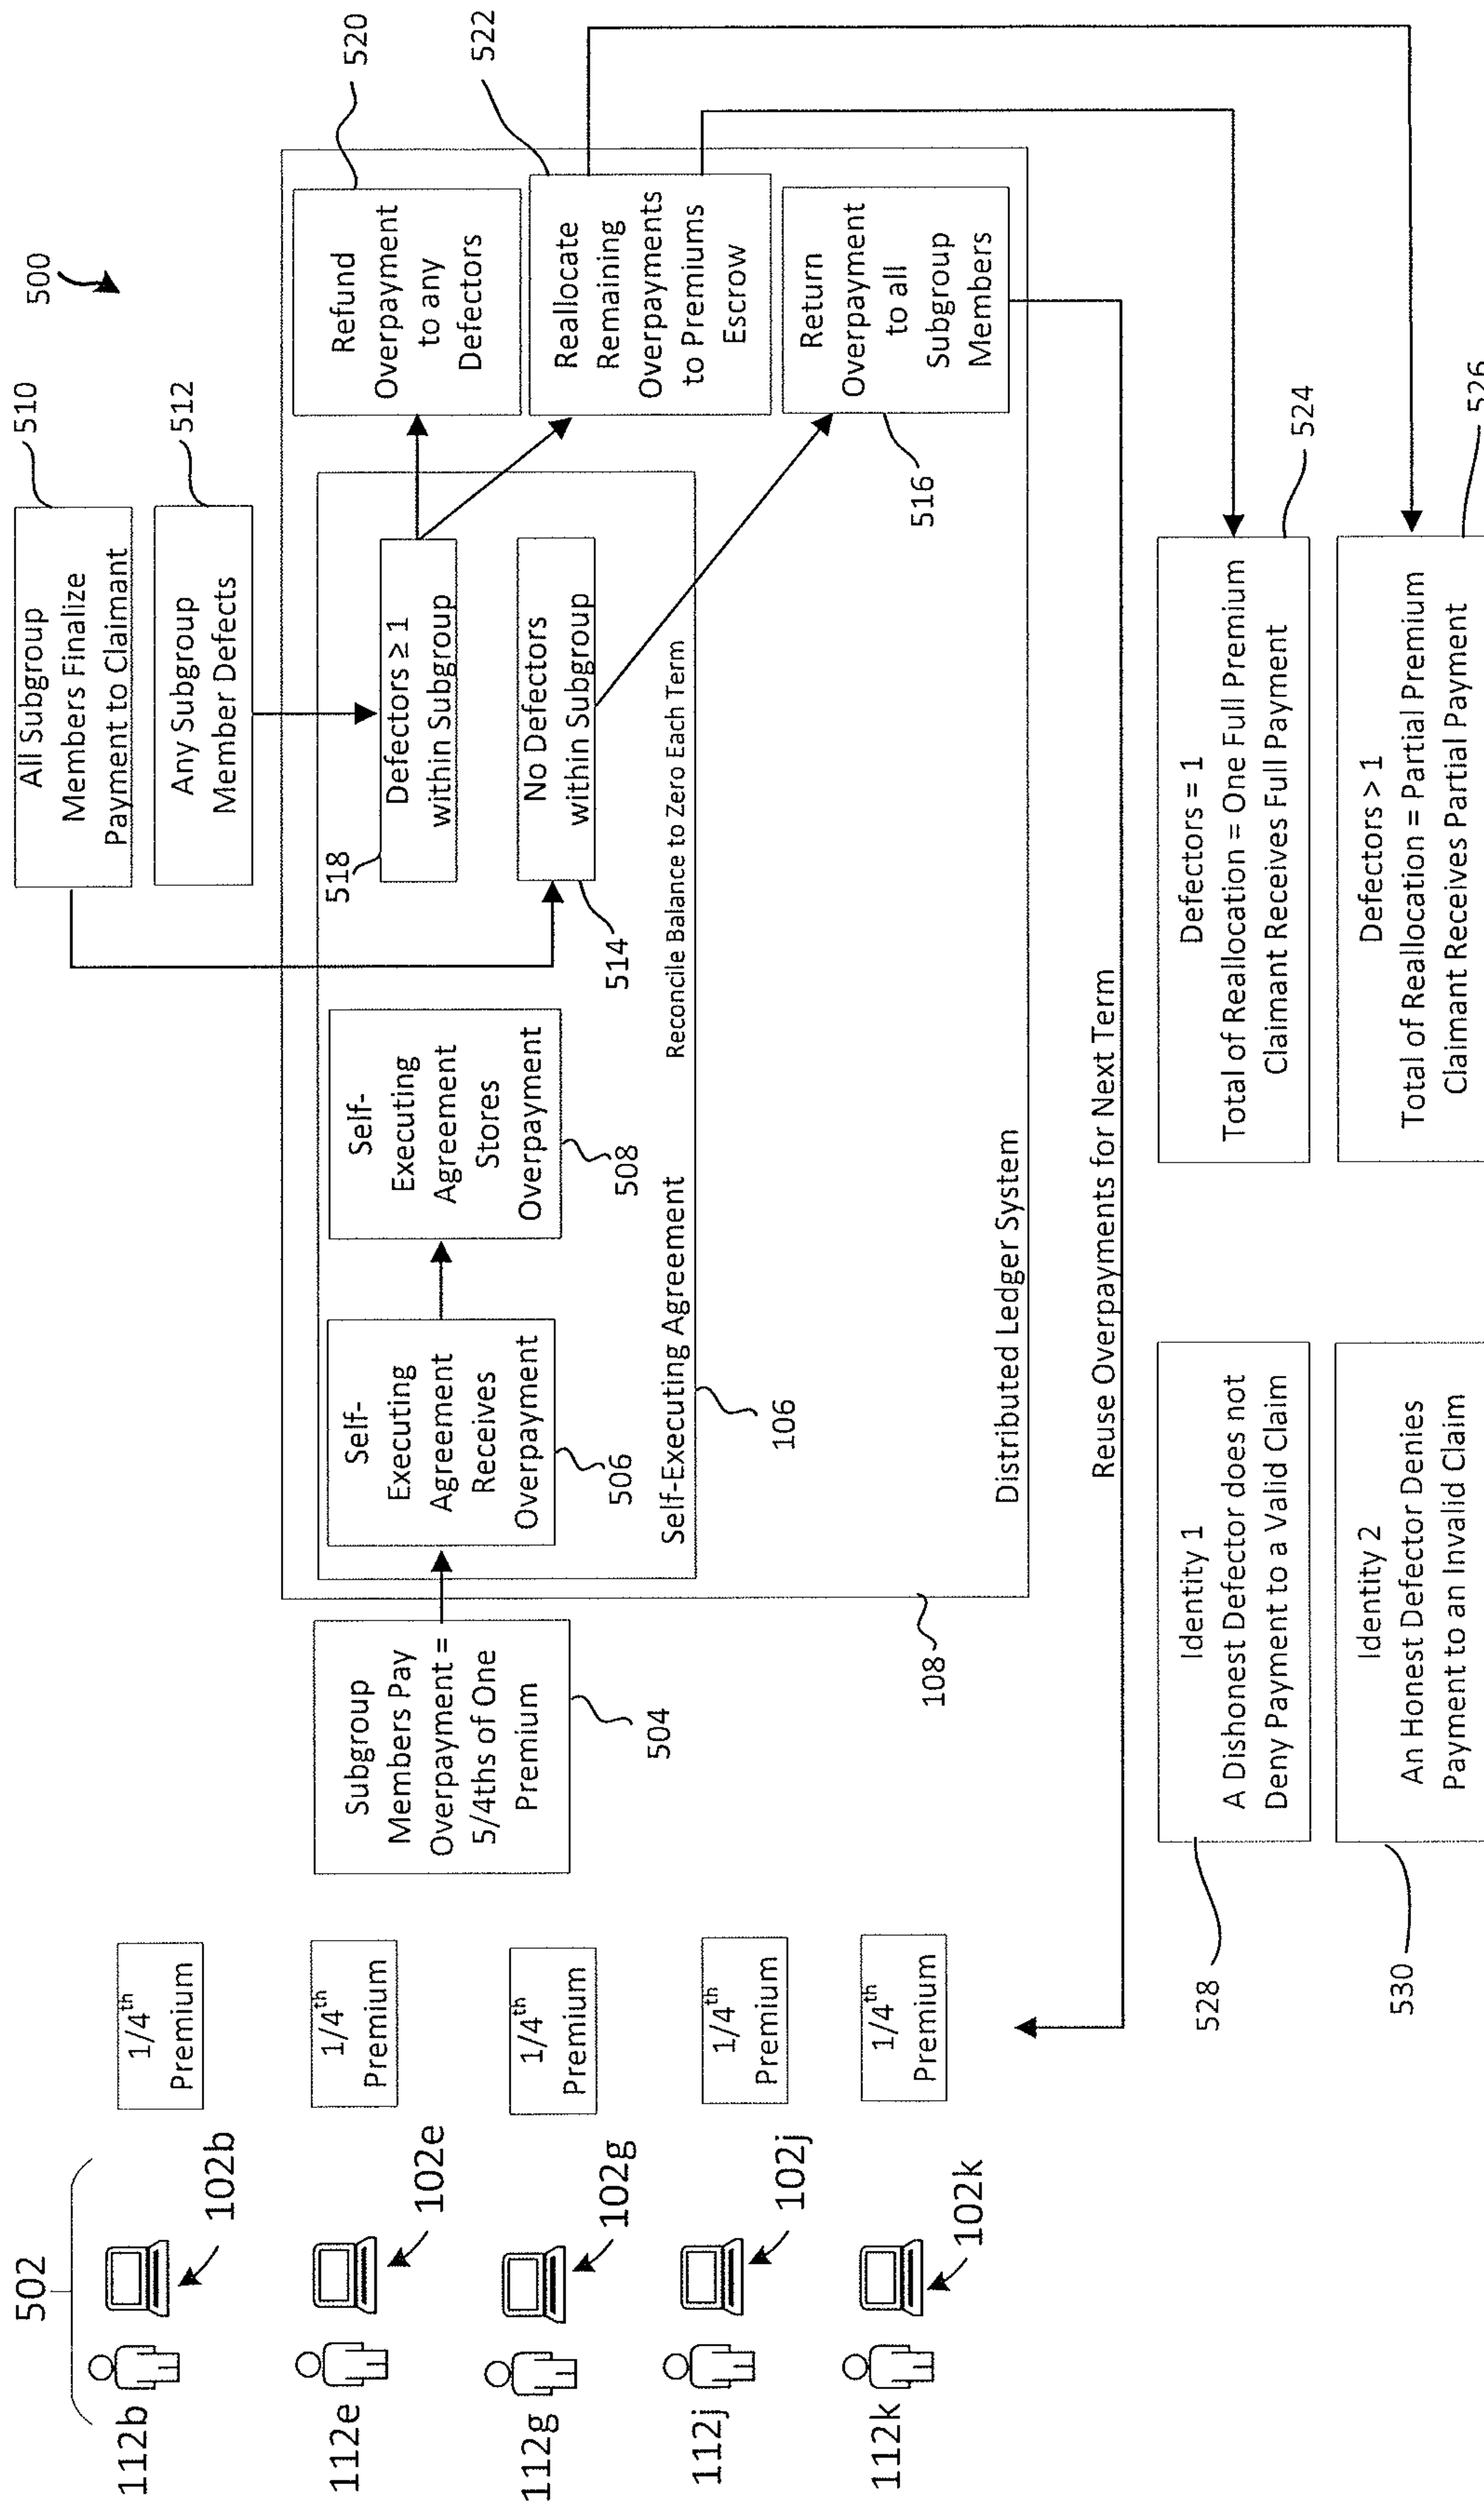 500
502
112b
102b
112e
102e
112g
102g
112j
102j
112k
102k
1/4th
Premium
1/4th
Premium
1/4th
Premium
1/4th
Premium
1/4th
Premium
Subgroup
Members Pay
Overpayment =
5/4ths of One
Premium
504
Self-
Executing
Agreement
Receives
Overpayment
506
Self-
Executing
Agreement
Stores
Overpayment
508
Self-Executing Agreement
106
Reconcile Balance to Zero Each Term
Distributed Ledger System
108
All Subgroup
Members Finalize
Payment to Claimant
510
Any Subgroup
Member Defects
512
518
Defectors ≥ 1
within Subgroup
No Defectors
within Subgroup
514
Refund
Overpayment
to any
Defectors
520
Reallocate
Remaining
Overpayments
to Premiums
Escrow
522
Return
Overpayment
to all
Subgroup
Members
516
Reuse Overpayments for Next Term
Identity 1
A Dishonest Defector does not
Deny Payment to a Valid Claim
528
Identity 2
An Honest Defector Denies
Payment to an Invalid Claim
530
Defectors = 1
Total of Reallocation = One Full Premium
Claimant Receives Full Payment
524
Defectors > 1
Total of Reallocation = Partial Premium
Claimant Receives Partial Payment
526